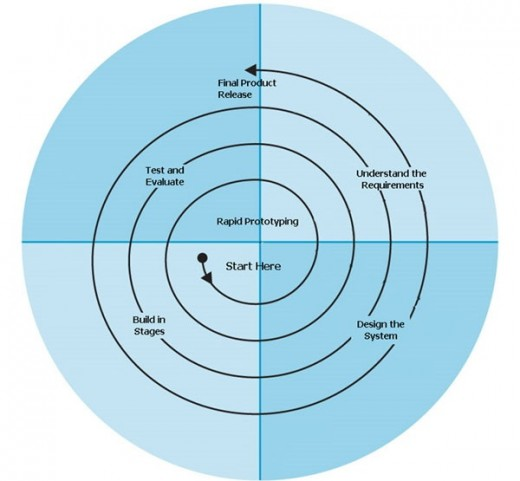 Final Product
Release
Test and
Evaluate
Understand the
Requirements
Rapid Prototyping
Start Here
Build in
Stages
Design the
System